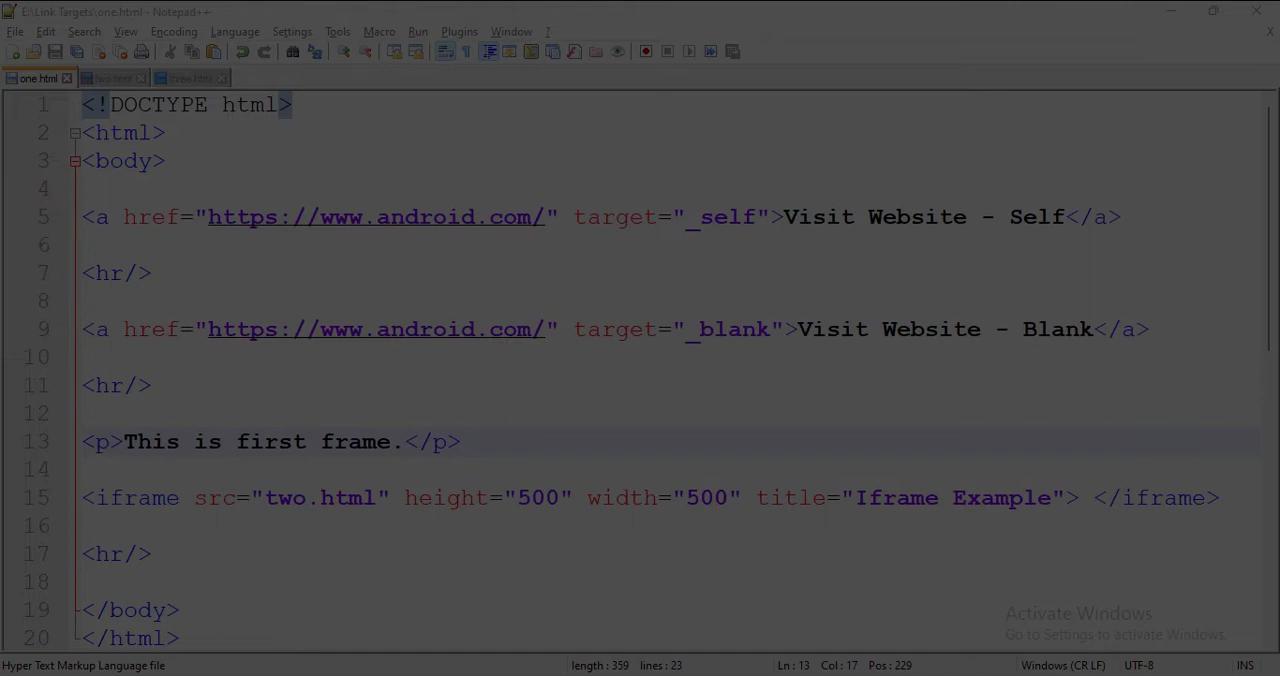 E:\Link Targets\one.html - Notepad++
File Edit Search View Encoding Language Settings Tools Macro Run Plugins Window ? X
one.html two.html three.html
1 <!DOCTYPE html>
2 <html>
3 <body>
4
5 <a href="https://www.android.com/" target="_self">Visit Website - Self</a>
6
7 <hr/>
8
9 <a href="https://www.android.com/" target="_blank">Visit Website - Blank</a>
10
11 <hr/>
12
13 <p>This is first frame.</p>
14
15 <iframe src="two.html" height="500" width="500" title="Iframe Example"> </iframe>
16
17 <hr/>
18
19 </body>
20 </html>
Activate Windows
Go to Settings to activate Windows.
Hyper Text Markup Language file length : 359 lines : 23 Ln : 13 Col : 17 Pos : 229 Windows (CR LF) UTF-8 INS